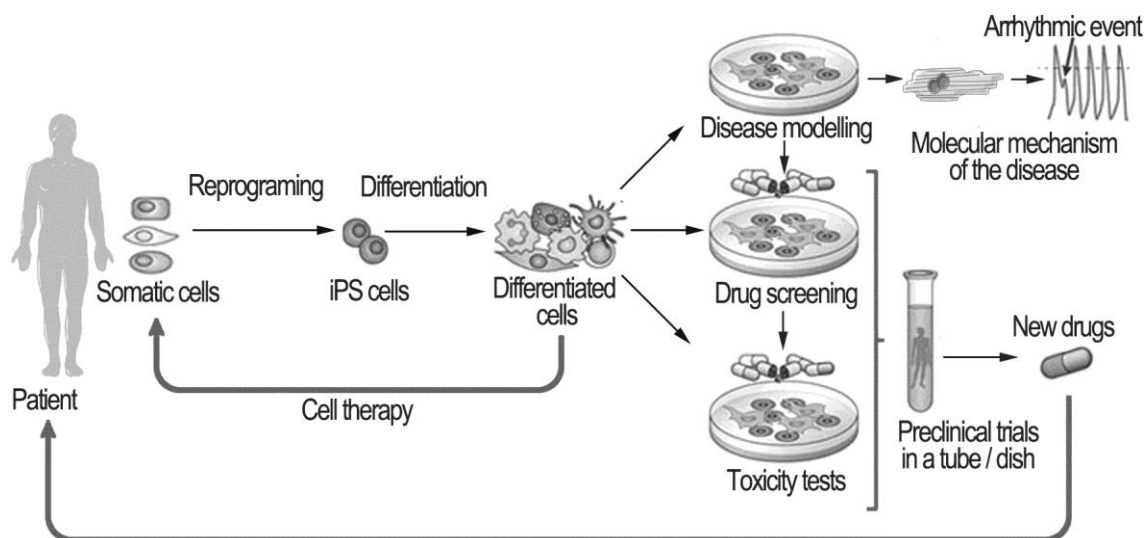 Arrhythmic event
Disease modelling
Molecular mechanism
of the disease
Reprograming
Differentiation
Somatic cells
iPS cells
Differentiated
cells
Drug screening
New drugs
Patient
Cell therapy
Preclinical trials
in a tube / dish
Toxicity tests